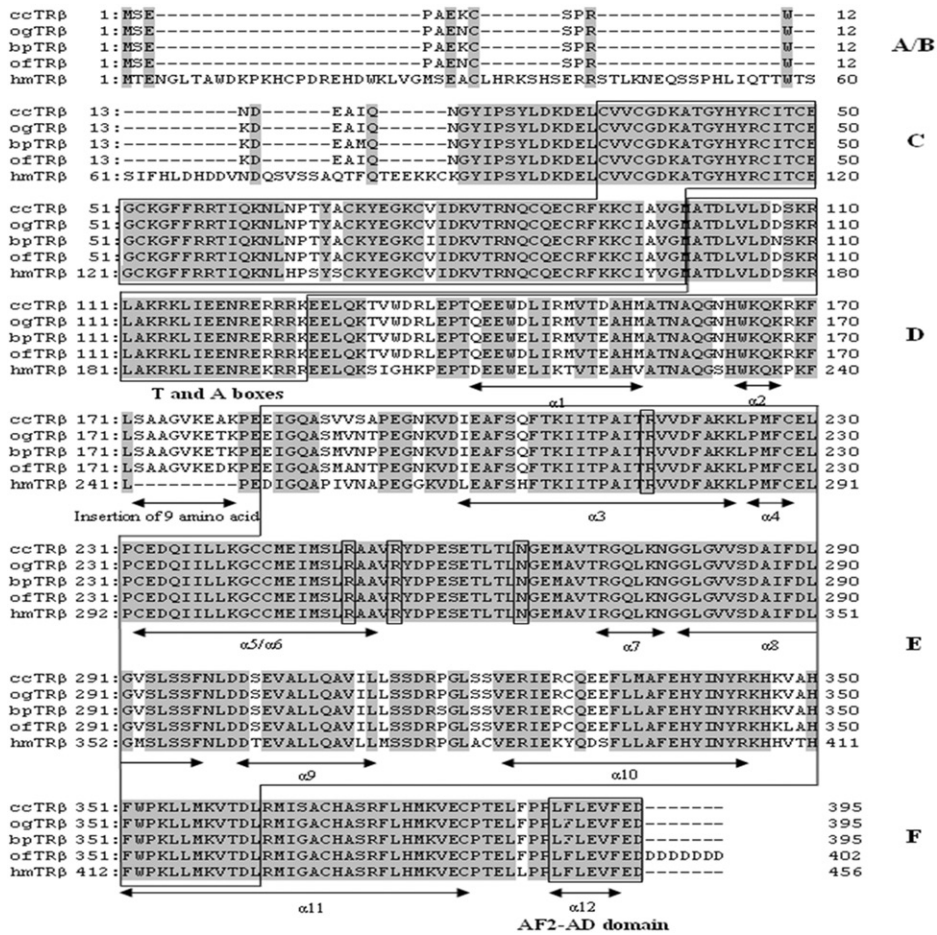 ccTRβ 1:MSE-----------------------PAEKC-------SPR----------------W-- 12
ogTRβ 1:MSE-----------------------PAENC-------SPR----------------W-- 12
bpTRβ 1:MSE-----------------------PAENC-------SPR----------------W-- 12
ofTRβ 1:MSE-----------------------PAENC-------SPR----------------W-- 12
hmTRβ 1:MTENGLTAWDKPKHCPDREHDWKLVGMSEACLHRKSHSERRSTLKNEQSSPHLIQTTWTS 60
A/B
ccTRβ 13:----------ND------EAIQ------NGYIPSYLDKDELCVVCGDKATGYHYRCITCE 50
ogTRβ 13:----------KD------EAIQ------NGYIPSYLDKDELCVVCGDKATGYHYRCITCE 50
bpTRβ 13:----------KD------EAMQ------NGYIPSYLDKDELCVVCGDKATGYHYRCITCE 50
ofTRβ 13:----------KD------EAIQ------NGYIPSYLDKDELCVVCGDKATGYHYRCITCE 50
hmTRβ 61:SIFHLDHDDVNDQSVSSAQTFQTEEKKCKGYIPSYLDKDELCVVCGDKATGYHYRCITCE 120
C
ccTRβ 51:GCKGFFRRTIQKNLNPTYACKYEGKCVIDKVTRNQCQECRFKKCIAVGMATDLVLDDSKR 110
ogTRβ 51:GCKGFFRRTIQKNLNPTYACKYEGKCVIDKVTRNQCQECRFKKCIAVGMATDLVLDDSKR 110
bpTRβ 51:GCKGFFRRTIQKNLNPTYACKYEGKCIIDKVTRNQCQECRFKKCIAVGMATDLVLDNSKR 110
ofTRβ 51:GCKGFFRRTIQKNLNPTYACKYEGKCVIDKVTRNQCQECRFKKCIAVGMATDLVLDDSKR 110
hmTRβ 121:GCKGFFRRTIQKNLHPSYSCKYEGKCVIDKVTRNQCQECRFKKCIYVGMATDLVLDDSKR 180
ccTRβ 111:LAKRKLIEENRERRRRKEELQKTVWDRLEPTQEEWDLIRMVTDAHMATNAQGNHWKQKRKF 170
ogTRβ 111:LAKRKLIEENRERRRRKEELQKTVWDRLEPTQEEWDLIRMVTEAHMATNAQGNHWKQKRKF 170
bpTRβ 111:LAKRKLIEENRERRRRKEELQKTVWDRLEPTQEEWDLIRMVTEAHMATNAQGNHWKQKRKF 170
ofTRβ 111:LAKRKLIEENRERRRRKEELQKTVWDRLEPTQEEWDLIRMVTEAHMATNAQGNHWKQKRKF 170
hmTRβ 181:LAKRKLIEENREKRRREELQKSIGHKPEPTDEEWELIKTVTEAHVATNAQGSHWKQKPKF 240
D
T and A boxes
α1
α2
ccTRβ 171:LSAAGVKEAKPEEIGQASVVSAPEGNKVDIEAFSQFTKIITPAITRVVDFAKKLPMFCEL 230
ogTRβ 171:LSAAGVKETKPEEIGQASMVNTPEGNKVDIEAFSQFTKIITPAITRVVDFAKKLPMFCEL 230
bpTRβ 171:LSAAGVKETKPEEIGQASMVNPPEGNKVDIEAFSQFTKIITPAITRVVDFAKKLPMFCEL 230
ofTRβ 171:LSAAGVKEDKPEEIGQASMANTPEGNKVDIEAFSQFTKIITPAITRVVDFAKKLPMFCEL 230
hmTRβ 241:L---------PEDIGQAPIVNAPEGGKVDLEAFSHFTKIITPAITRVVDFAKKLPMFCEL 291
Insertion of 9 amino acid
α3
α4
ccTRβ 231:PCEDQIILLKGCCMEIMSLRAAVRYDPESETLTLNGEMAVTRGQLKNGGLGVVSDAIFDL 290
ogTRβ 231:PCEDQIILLKGCCMEIMSLRAAVRYDPESETLTLNGEMAVTRGQLKNGGLGVVSDAIFDL 290
bpTRβ 231:PCEDQIILLKGCCMEIMSLRAAVRYDPESETLTLNGEMAVTRGQLKNGGLGVVSDAIFDL 290
ofTRβ 231:PCEDQIILLKGCCMEIMSLRAAVRYDPESETLTLNGEMAVTRGQLKNGGLGVVSDAIFDL 290
hmTRβ 292:PCEDQIILLKGCCMEIMSLRAAVRYDPESETLTLNGEMAVIRGQLKNGGLGVVSDAIFDL 351
α5/α6
α7
α8
E
ccTRβ 291:GVSLSSFNLDDSEVALLQAVILLSSDRPGLSSVERIERCQEEFLMAFEHYINYRKHKVAH 350
ogTRβ 291:GVSLSSFNLDDSEVALLQAVILLSSDRPGLSSVERIERCQEEFLLAFEHYINYRKHKVAH 350
bpTRβ 291:GVSLSSFNLDDSEVALLQAVILLSSDRPGLSSVERIERCQEEFLLAFEHYINYRKHKVAH 350
ofTRβ 291:GVSLSSFNLDDSEVALLQAVILLSSDRSGLSSVERIERCQESFLLAFEHYINYRKHKLAH 350
hmTRβ 352:GMSLSSFNLDDTEVALLQAVLLMSSDRPGLACVERIEKYQDSFLLAFEHYINYRKHHVTH 411
α9
α10
ccTRβ 351:FWPKLLMKVTDLRMISACHASRFLHMKVECPTELFPPLFLEVFED------- 395
ogTRβ 351:FWPKLLMKVTDLRMIGACHASRFLHMKVECPTELFPPLFLEVFED------- 395
bpTRβ 351:FWPKLLMKVTDLRMIGACHASRFLHMKVECPTELFPPLFLEVFED------- 395
ofTRβ 351:FWPKLLMKVTDLRMIGACHASRFLHMKVECPTELFPPLFLEVFEDDDDDDDD 402
hmTRβ 412:FWPKLLMKVTDLRMIGACHASRFLHMKVECPTELLPPLFLEVFED------- 456
F
α11
α12
AF2-AD domain